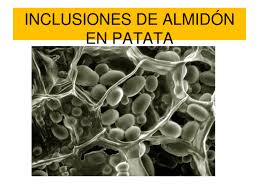 INCLUSIONES DE ALMIDÓN
EN PATATA